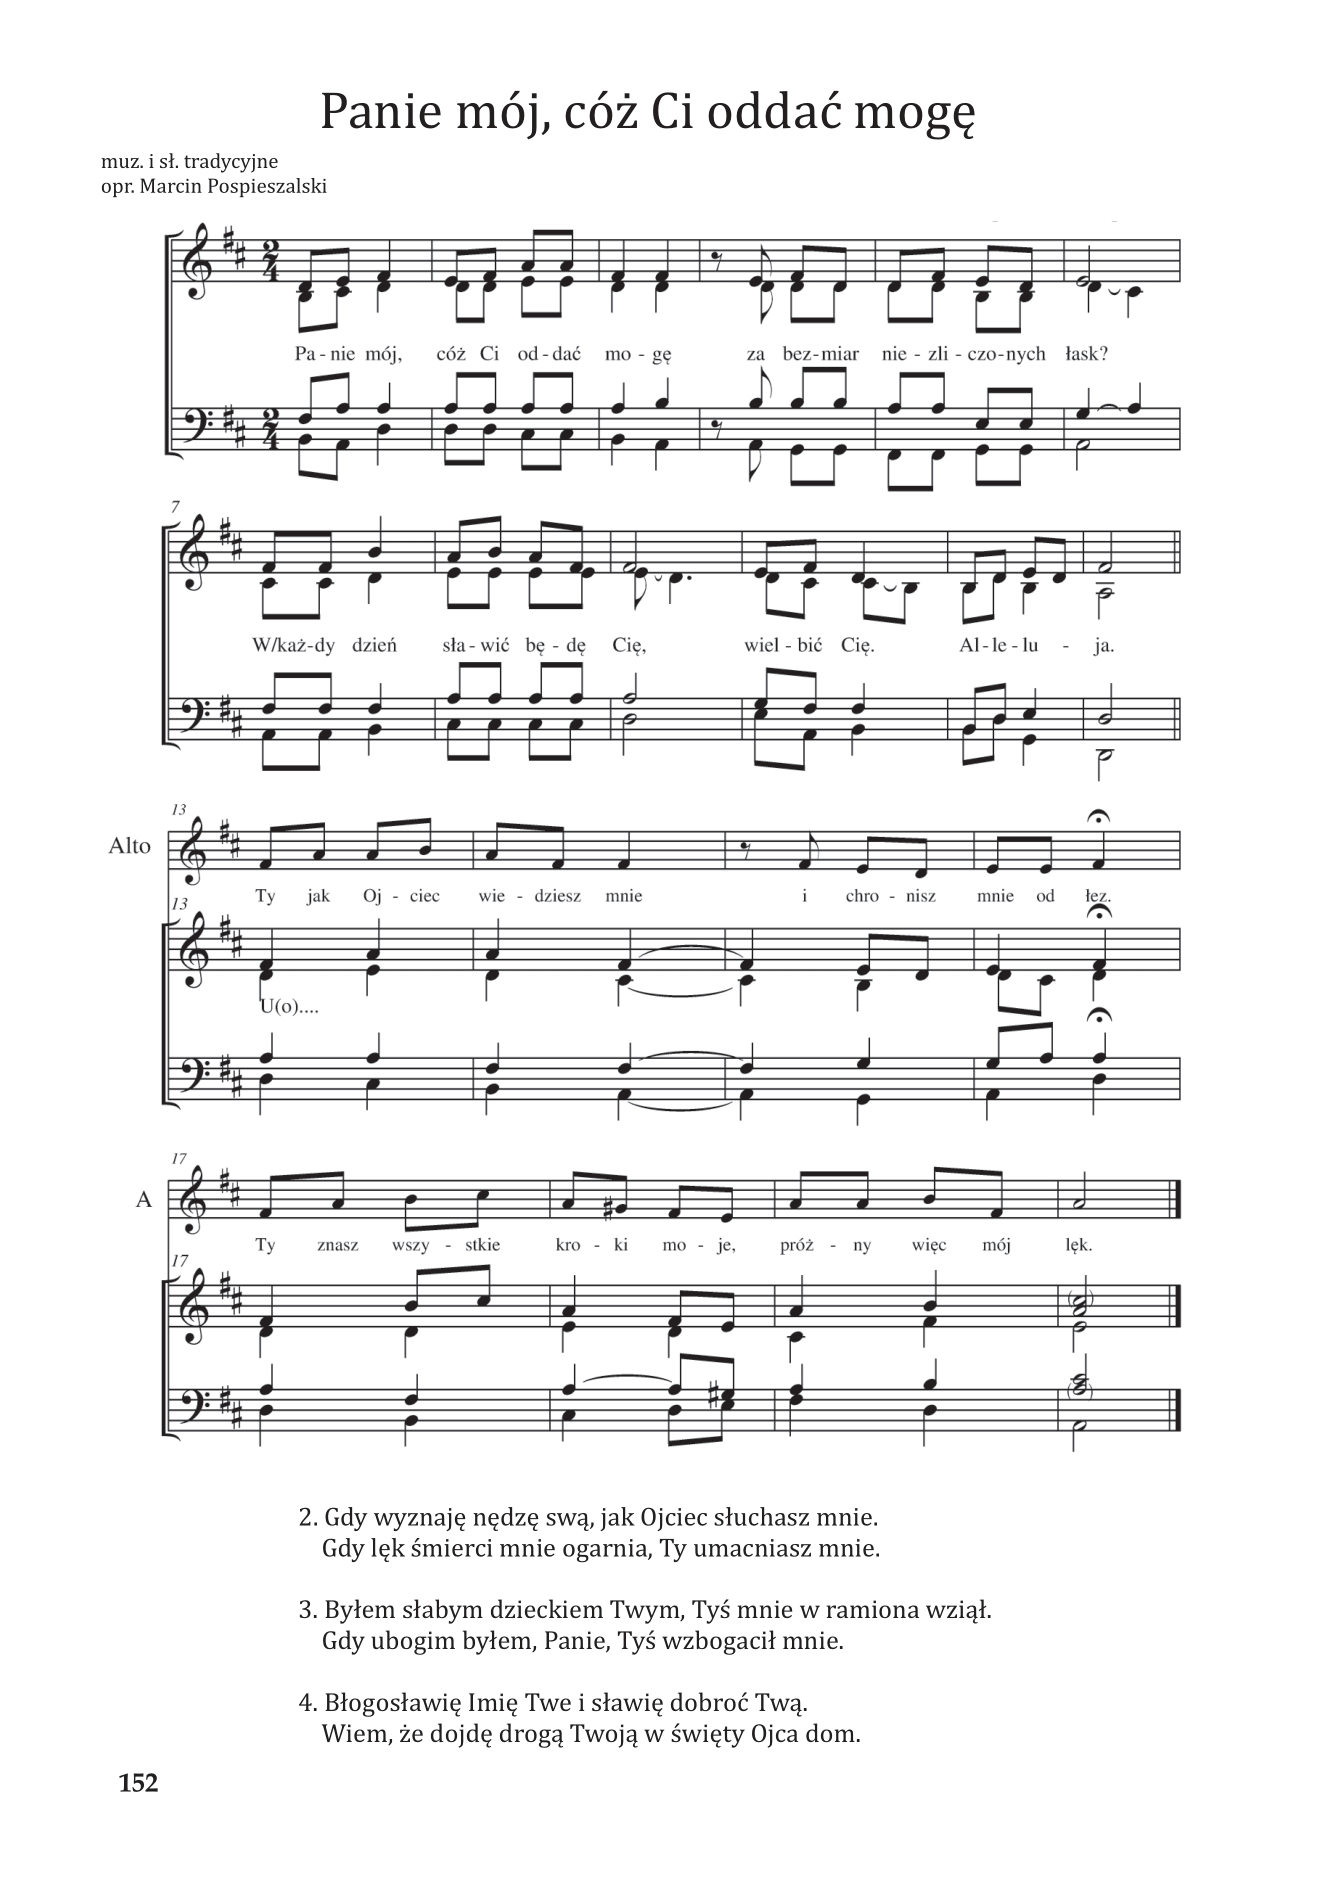 Panie mój, cóż Ci oddać mogę
muz. i sł. tradycyjne
opr. Marcin Pospieszalski
2
4
Pa - nie mój, cóż Ci od - dać mo - gę za bez - miar nie - zli - czo - nych łask?
2
4
7
W/każ - dy dzień sła - wić bę - dę Cię, wiel - bić Cię. Al - le - lu - ja.
13
Alto
Ty jak Oj - ciec wie - dziesz mnie i chro - nisz mnie od łez.
13
U(o)....
17
A
Ty znasz wszy - stkie kro - ki mo - je, próż - ny więc mój lęk.
17
2. Gdy wyznaję nędzę swą, jak Ojciec słuchasz mnie.
Gdy lęk śmierci mnie ogarnia, Ty umacniasz mnie.
3. Byłem słabym dzieckiem Twym, Tyś mnie w ramiona wziął.
Gdy ubogim byłem, Panie, Tyś wzbogacił mnie.
4. Błogosławię Imię Twe i sławię dobroć Twą.
Wiem, że dojdę drogą Twoją w święty Ojca dom.
152